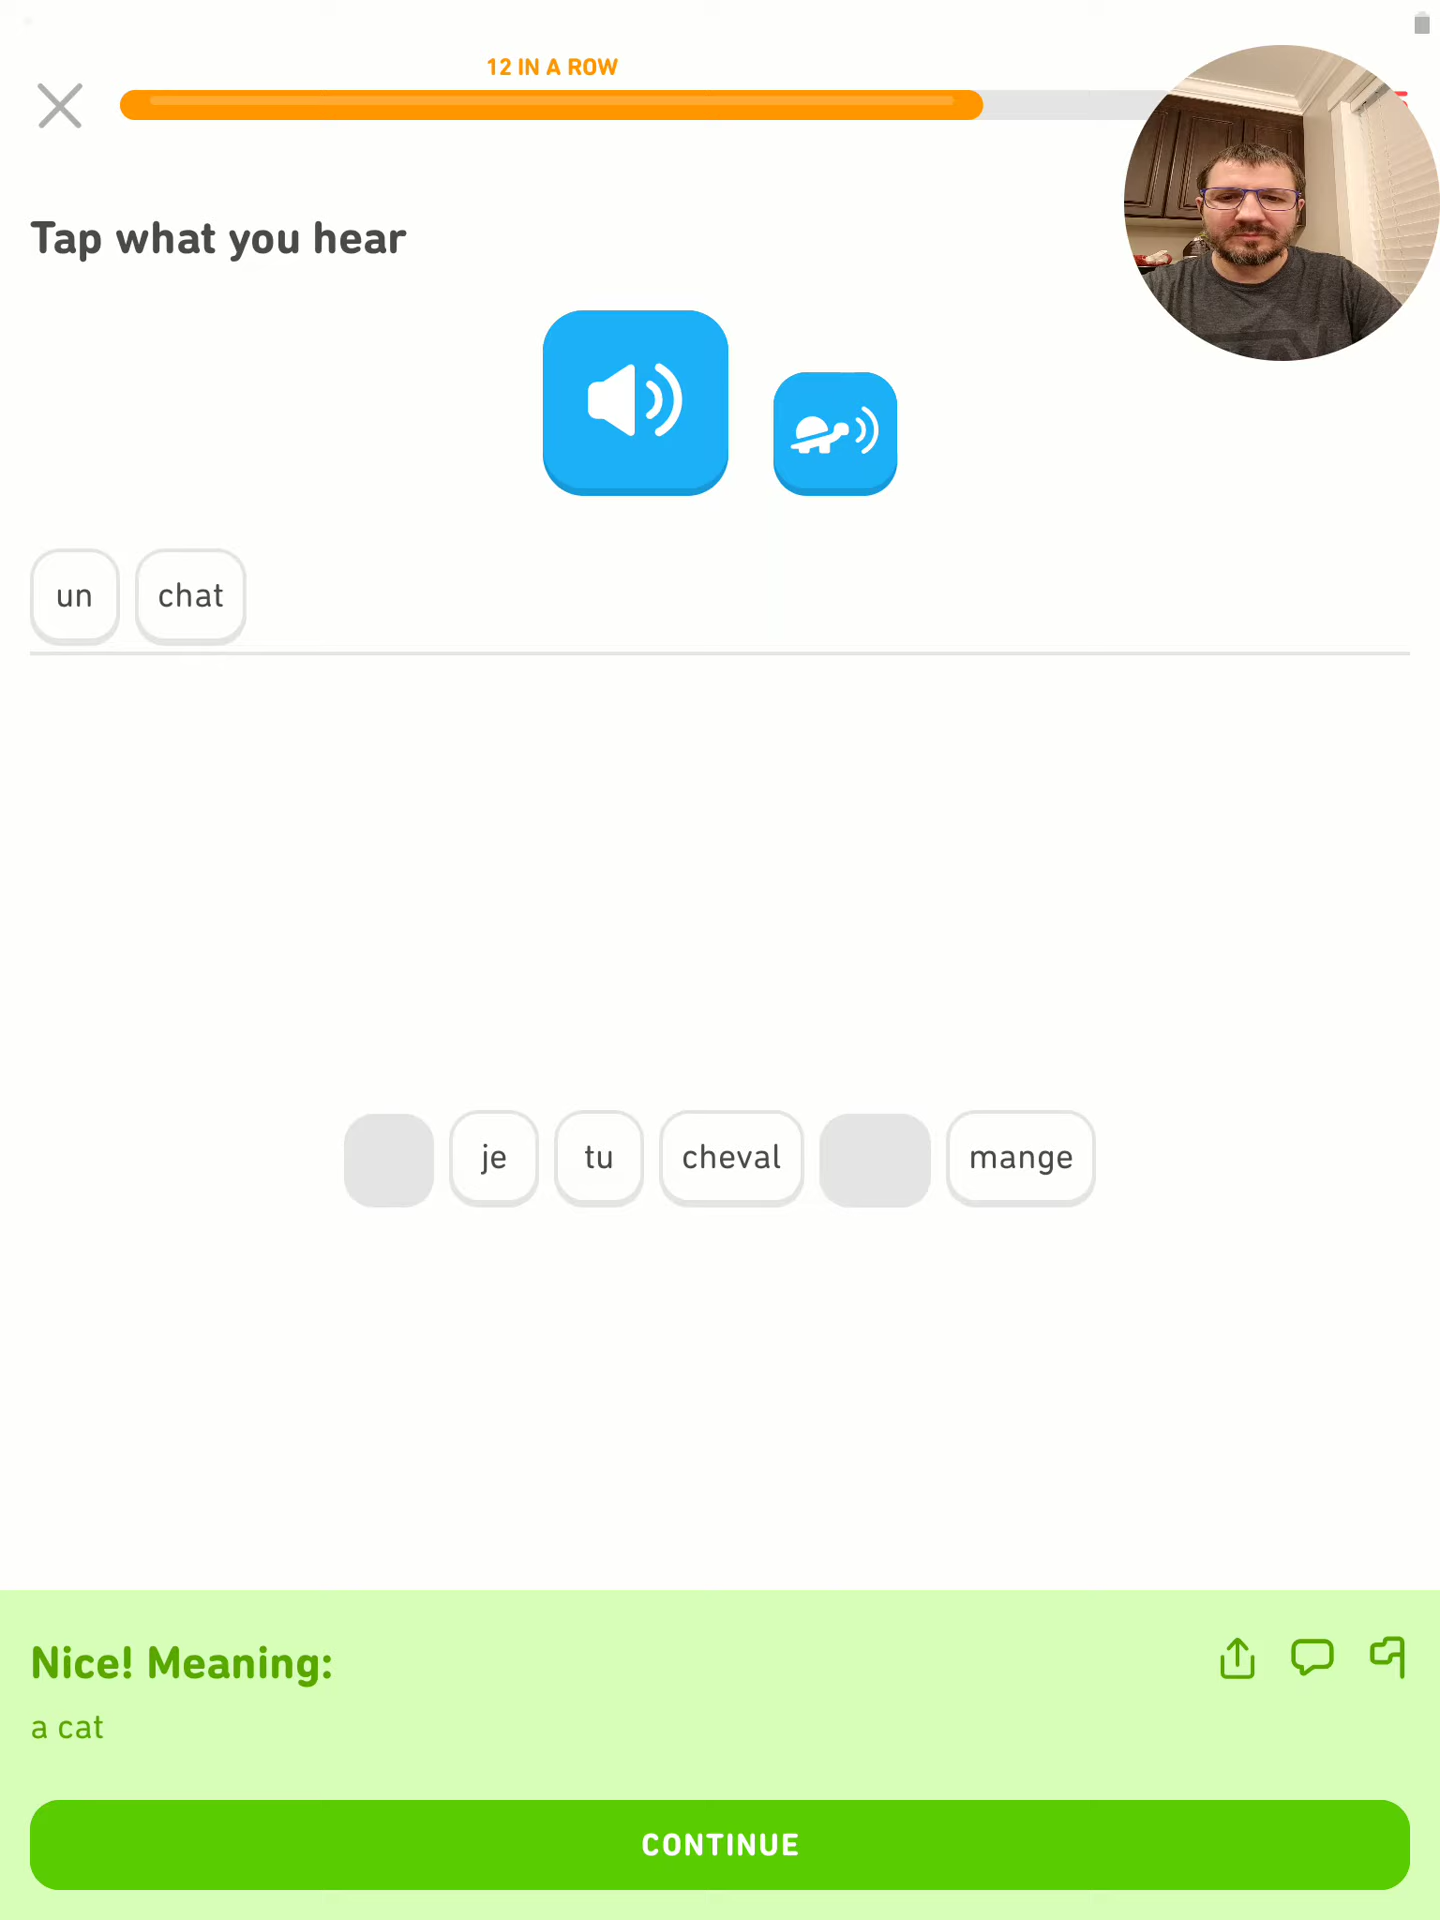 12 IN A ROW
Tap what you hear
un chat
je tu cheval mange
Nice! Meaning:
a cat
CONTINUE